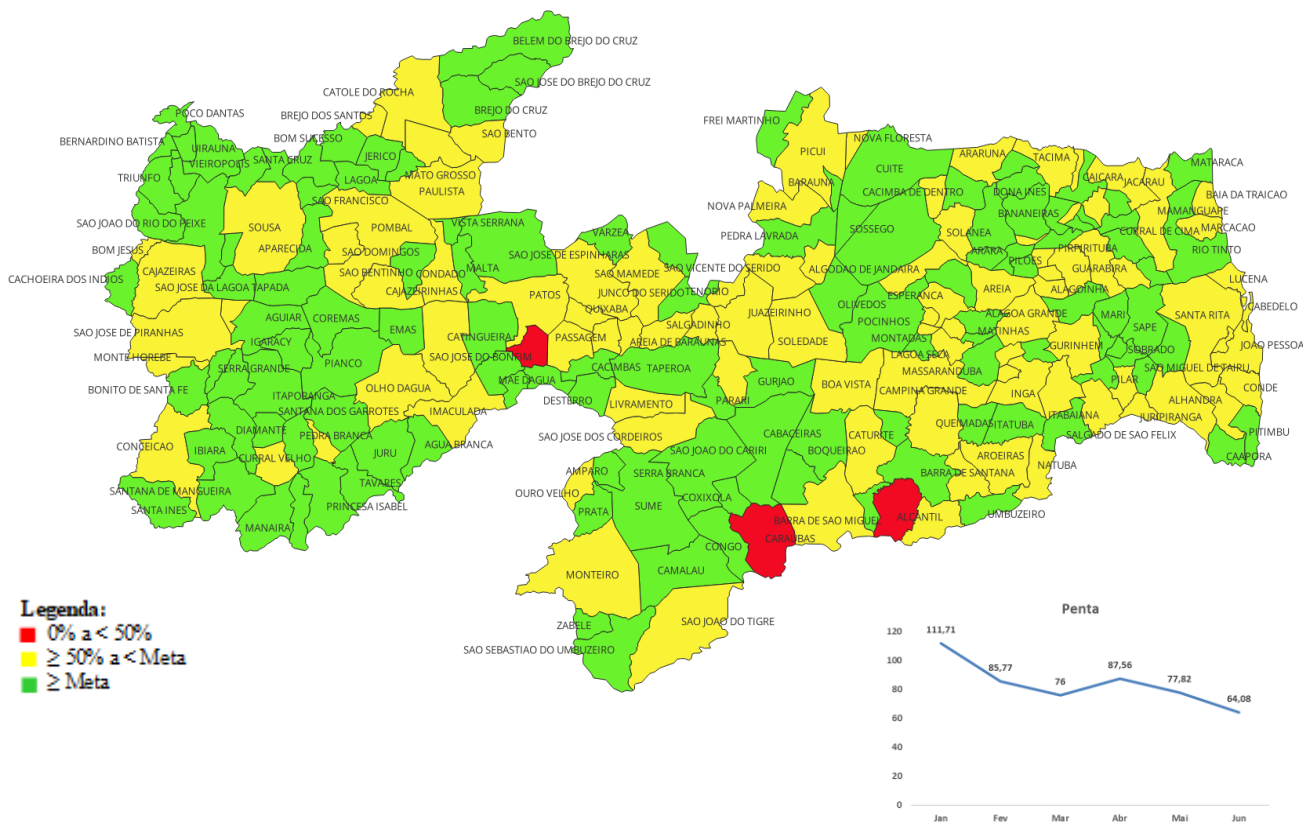 BELEM DO BREJO DO CRUZ
SAO JOSE DO BREJO DO CRUZ
CATOLE DO ROCHA
BREJO DO CRUZ
POCO DANTAS
BREJO DOS SANTOS
FREI MARTINHO
BERNARDINO BATISTA
BOM SUCESSO
SAO BENTO
NOVA FLORESTA
UIRAUNA
PICUI
VIEIROPOLIS
SANTA CRUZ
JERICO
ARARUNA
TACIMA
MATARACA
CUITE
TRIUNFO
LAGOA
MATO GROSSO
BARAUNA
CAICARA
JACARAU
PAULISTA
CACIMBA DE DENTRO
DONA INES
BAIA DA TRAICAO
SAO FRANCISCO
NOVA PALMEIRA
MAMANGUAPE
SAO JOAO DO RIO DO PEIXE
SOUSA
POMBAL
VISTA SERRANA
VARZEA
BANANEIRAS
MARCACAO
PEDRA LAVRADA
SOSSEGO
SOLANEA
CURRAL DE CIMA
BOM JESUS
APARECIDA
SAO DOMINGOS
SAO JOSE DE ESPINHARAS
ARARA
PIRPIRITUBA
RIO TINTO
PILOES
CACHOEIRA DOS INDIOS
CAJAZEIRAS
SAO BENTINHO
CONDADO
MALTA
SAO MAMEDE
SAO VICENTE DO SERIDO
ALGODAO DE JANDAIRA
GUARABIRA
LUCENA
SAO JOSE DA LAGOA TAPADA
CAJAZEIRINHAS
PATOS
JUNCO DO SERIDO
TENORIO
ESPERANCA
AREIA
ALAGOINHA
OLIVEDOS
CABEDELO
QUIXABA
JUAZEIRINHO
ALAGOA GRANDE
MARI
SANTA RITA
AGUIAR
COREMAS
EMAS
SALGADINHO
POCINHOS
MATINHAS
SAPE
SAO JOSE DE PIRANHAS
CATINGUEIRA
PASSAGEM
AREIA DE BARAUNAS
SOLEDADE
MONTADAS
IGARACY
GURINHEM
SOBRADO
JOAO PESSOA
MONTE HOREBE
SAO JOSE DO BONFIM
LAGOA SECA
PIANCO
SERRA GRANDE
CACIMBAS
TAPEROA
MASSARANDUBA
SAO MIGUEL DE TAIPU
BONITO DE SANTA FE
OLHO DAGUA
MAE DAGUA
GURJAO
BOA VISTA
CAMPINA GRANDE
PILAR
CONDE
ITAPORANGA
DESTERRO
PARARI
INGA
ALHANDRA
SANTANA DOS GARROTES
IMACULADA
LIVRAMENTO
ITABAIANA
JURIPIRANGA
DIAMANTE
PEDRA BRANCA
SAO JOSE DOS CORDEIROS
CABACEIRAS
CATURITE
QUEIMADAS
ITATUBA
SALGADO DE SAO FELIX
PITIMBU
CONCEICAO
IBIARA
CURRAL VELHO
JURU
AGUA BRANCA
SAO JOAO DO CARIRI
BOQUEIRAO
AROEIRAS
CAAPORA
NATUBA
AMPARO
SERRA BRANCA
BARRA DE SANTANA
SANTANA DE MANGUEIRA
TAVARES
OURO VELHO
COXIXOLA
SANTA INES
PRINCESA ISABEL
PRATA
SUME
BARRA DE SAO MIGUEL
ALCANTIL
UMBUZEIRO
MANAIRA
CARAUBAS
CONGO
MONTEIRO
CAMALAU
ZABELE
SAO JOAO DO TIGRE
SAO SEBASTIAO DO UMBUZEIRO
Legenda:
0% a < 50%
≥ 50% a < Meta
≥ Meta
Penta
120
100
80
60
40
20
0
111,71
85,77
76
87,56
77,82
64,08
Jan
Fev
Mar
Abr
Mai
Jun